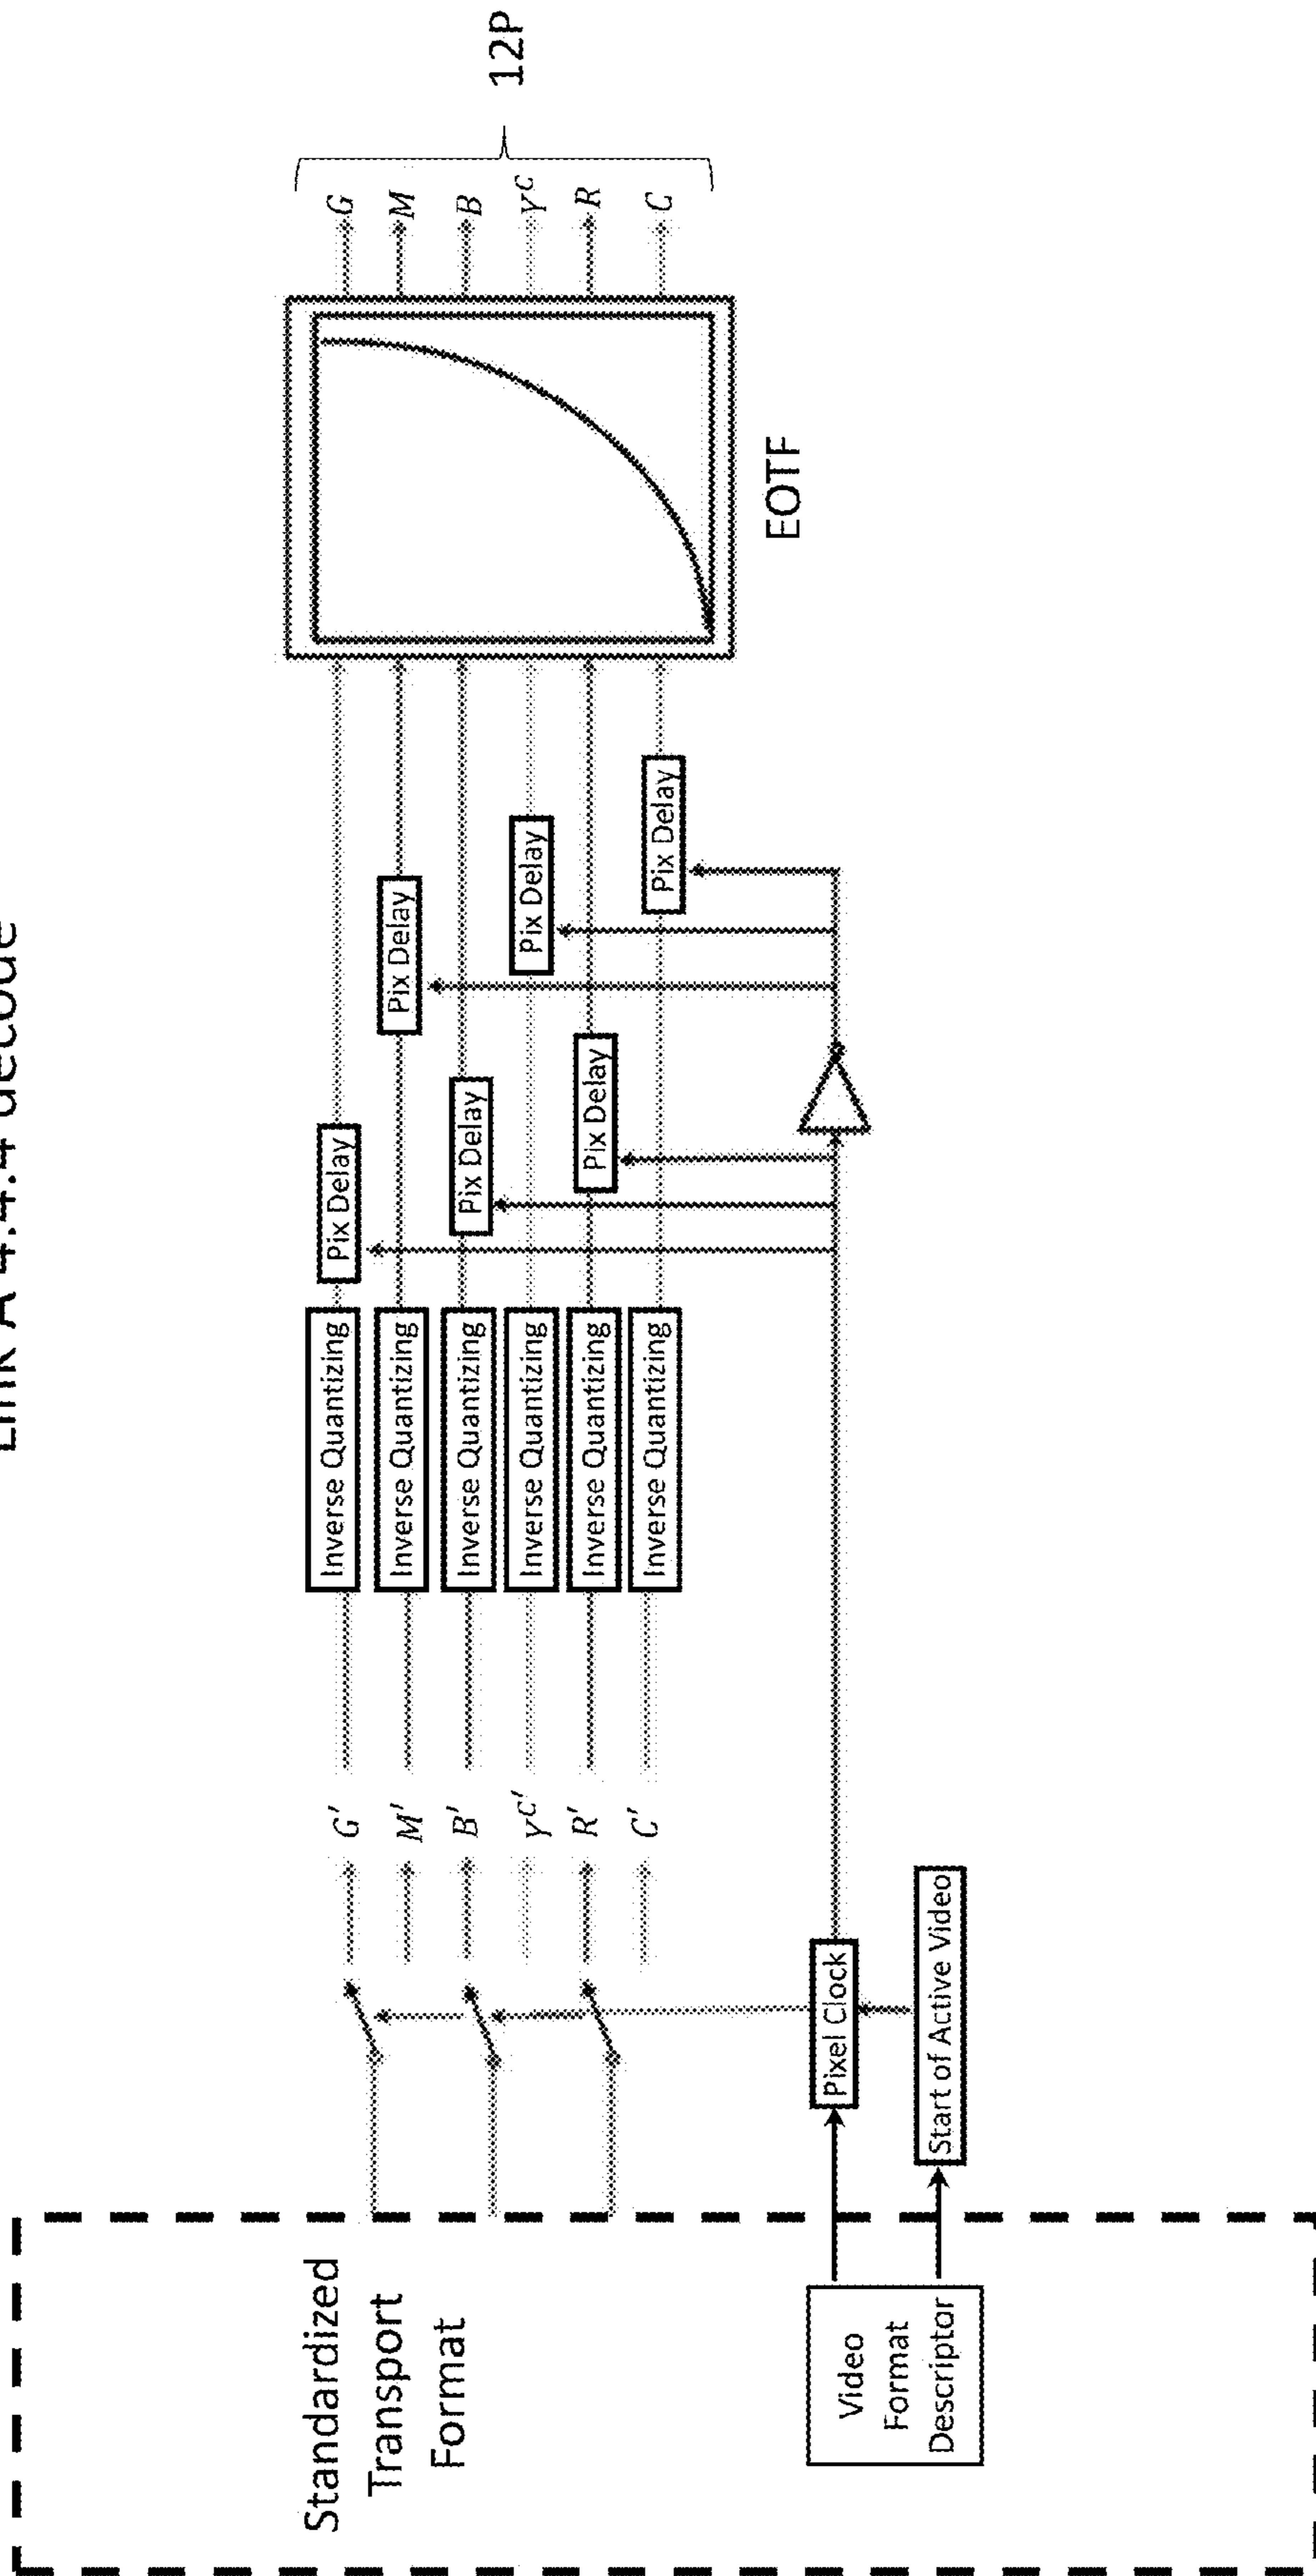 Link A 4:4:4 decode
Standardized
Transport
Format
Video
Format
Descriptor
Pixel Clock
Start of Active Video
G'
M'
B'
Y^C'
R'
C'
Inverse Quantizing
Inverse Quantizing
Inverse Quantizing
Inverse Quantizing
Inverse Quantizing
Inverse Quantizing
Pix Delay
Pix Delay
Pix Delay
Pix Delay
Pix Delay
Pix Delay
EOTF
G
M
B
Y^C
R
C
12P